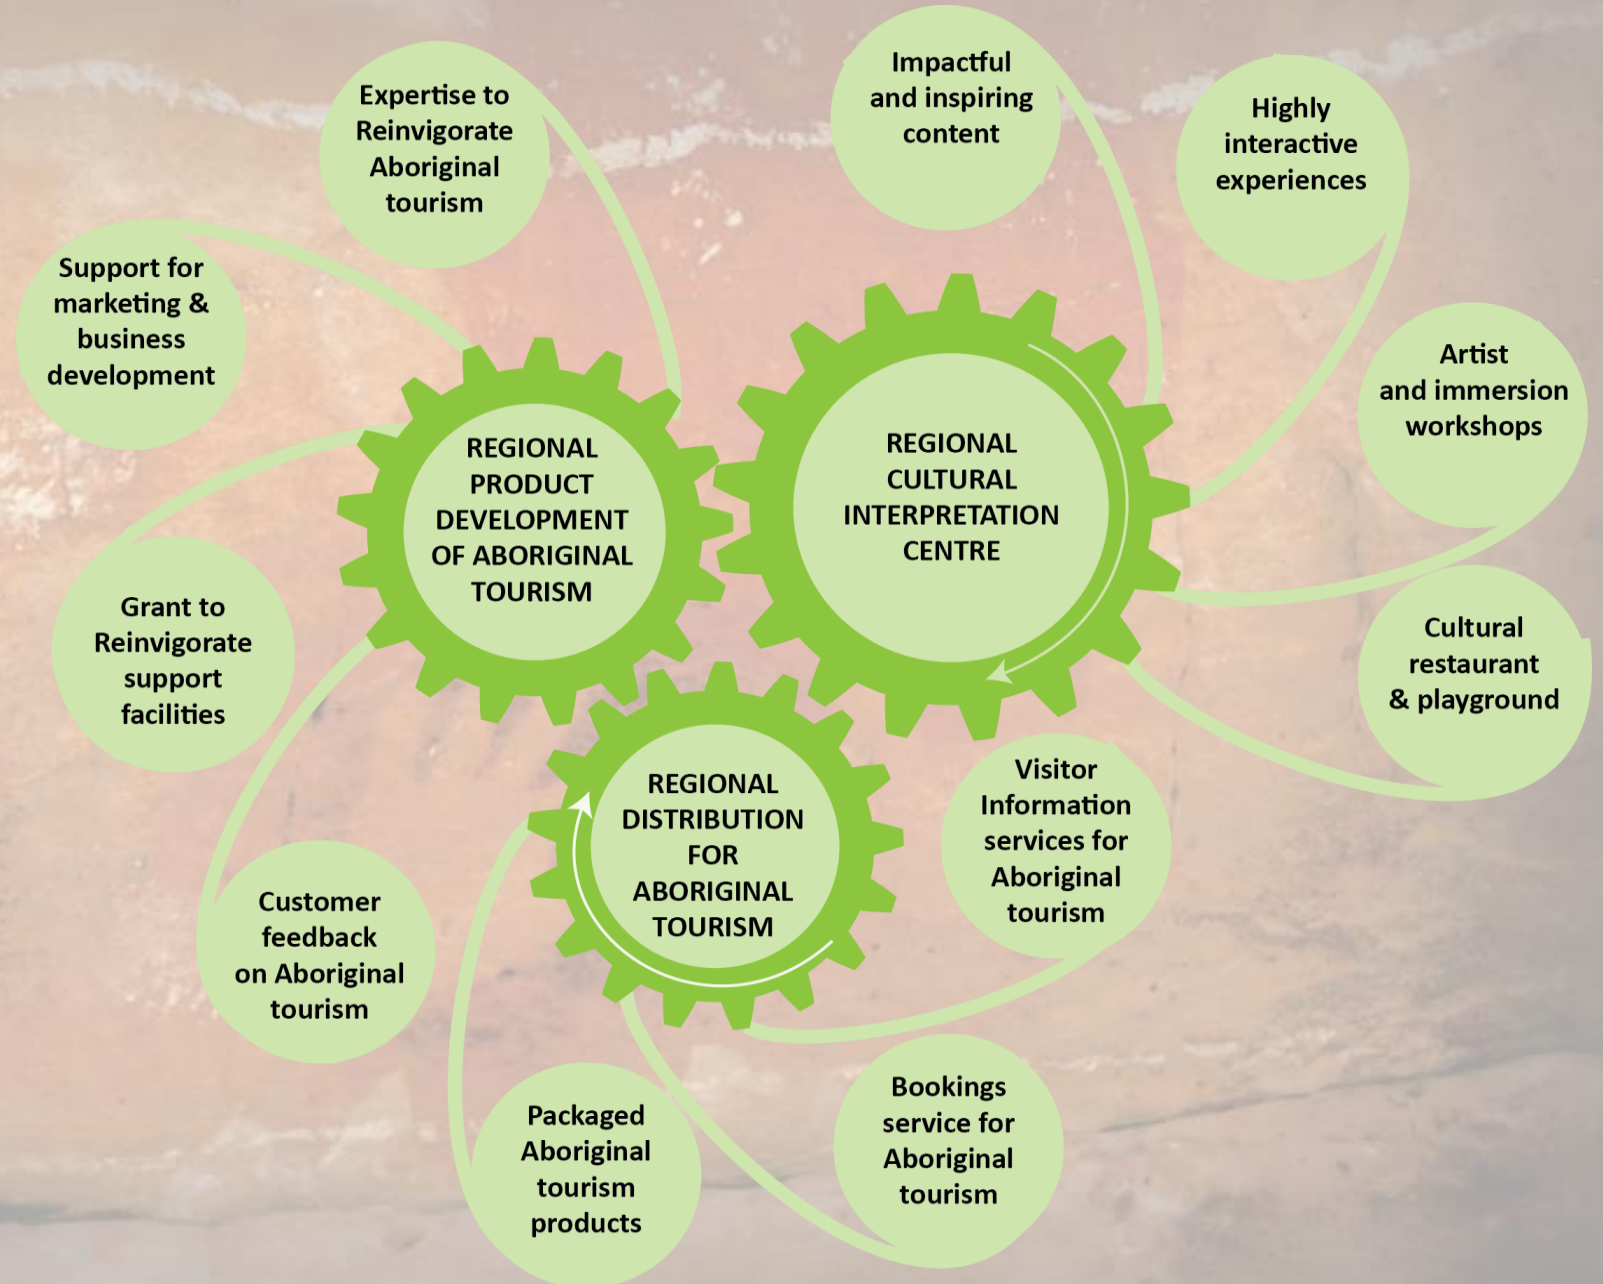 Expertise to
Reinvigorate
Aboriginal
tourism
Impactful
and inspiring
content
Highly
interactive
experiences
Support for
marketing &
business
development
Artist
and immersion
workshops
REGIONAL
PRODUCT
DEVELOPMENT
OF ABORIGINAL
TOURISM
REGIONAL
CULTURAL
INTERPRETATION
CENTRE
Grant to
Reinvigorate
support
facilities
Cultural
restaurant
& playground
REGIONAL
DISTRIBUTION
FOR
ABORIGINAL
TOURISM
Visitor
Information
services for
Aboriginal
tourism
Customer
feedback
on Aboriginal
tourism
Packaged
Aboriginal
tourism
products
Bookings
service for
Aboriginal
tourism